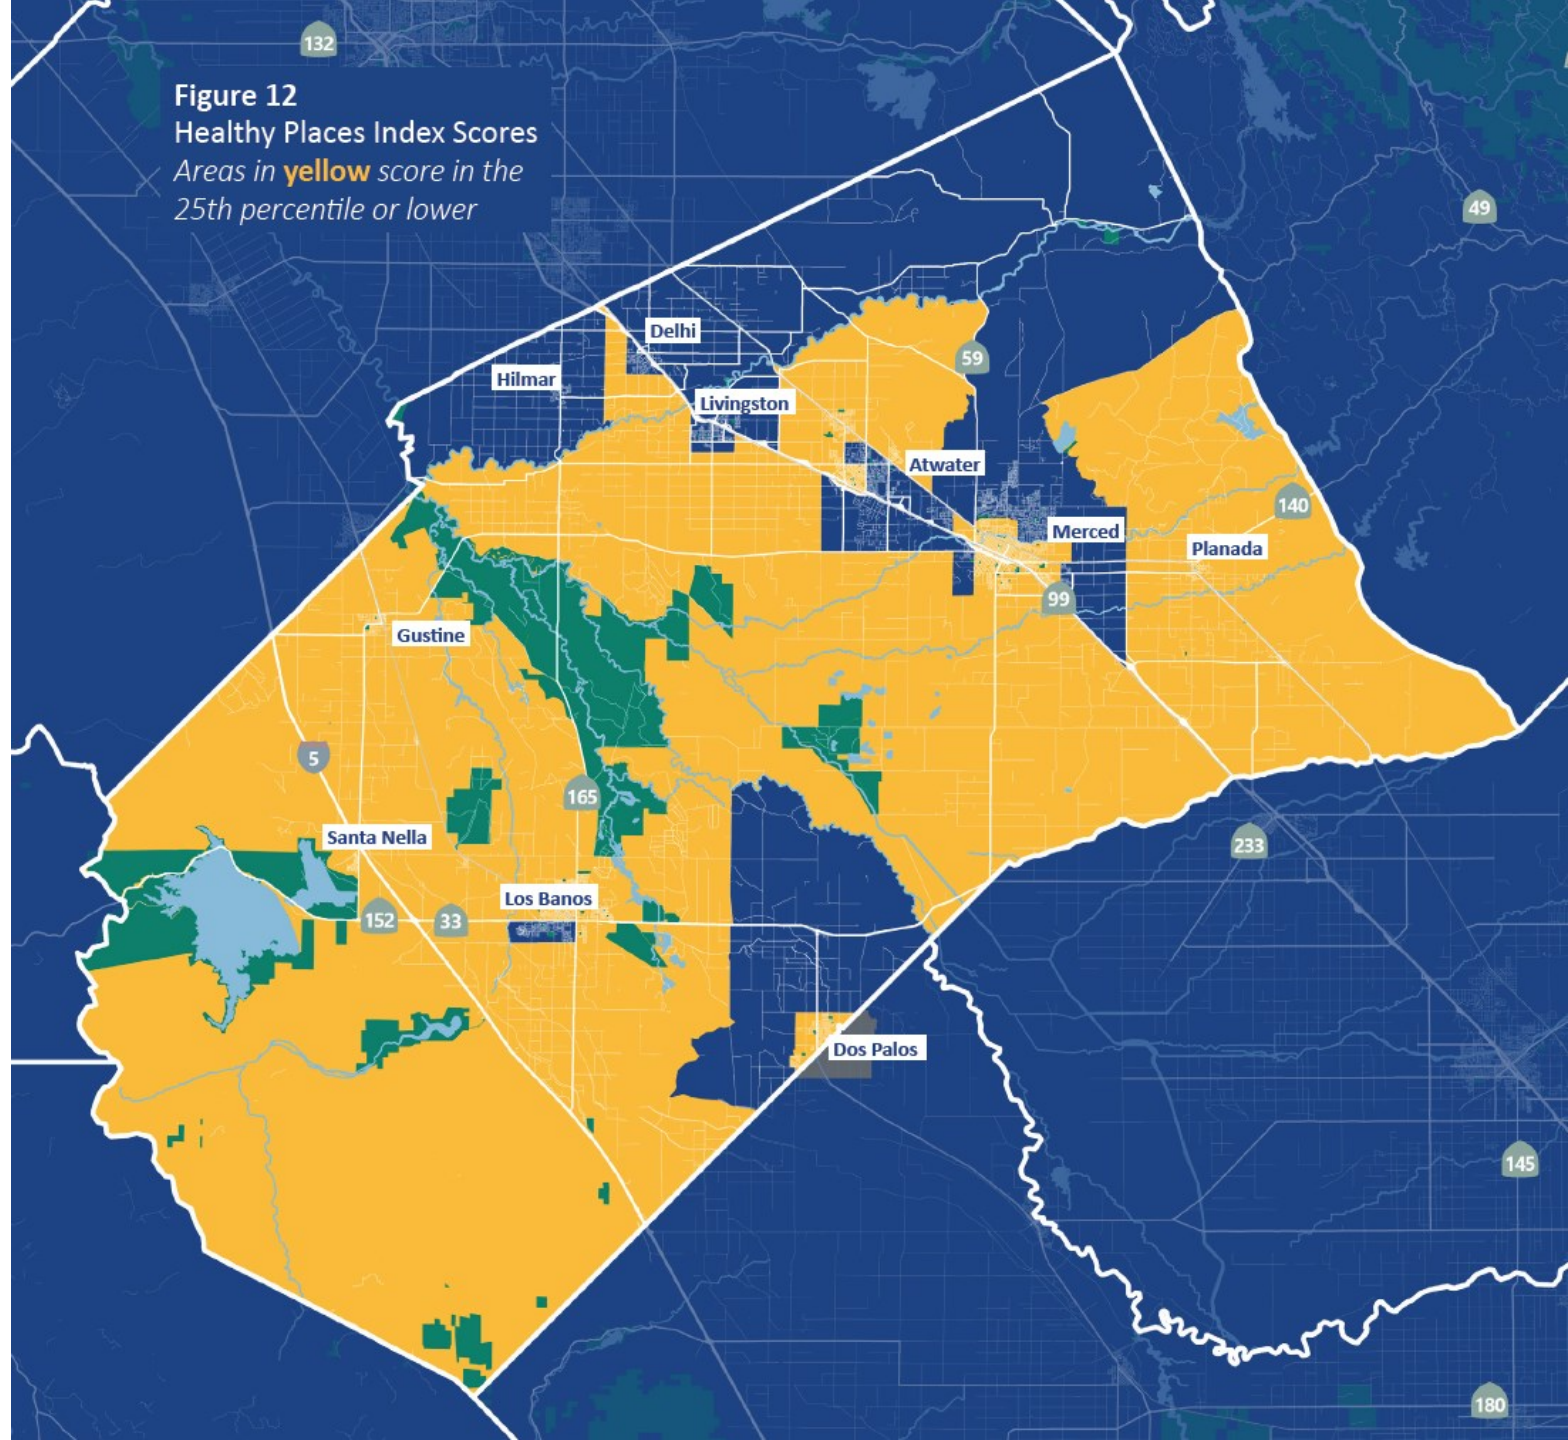 132
Figure 12
Healthy Places Index Scores
Areas in yellow score in the
25th percentile or lower
49
Delhi
59
Hilmar
Livingston
Atwater
140
Merced
Planada
99
Gustine
5
165
Santa Nella
233
Los Banos
152
33
Dos Palos
145
180